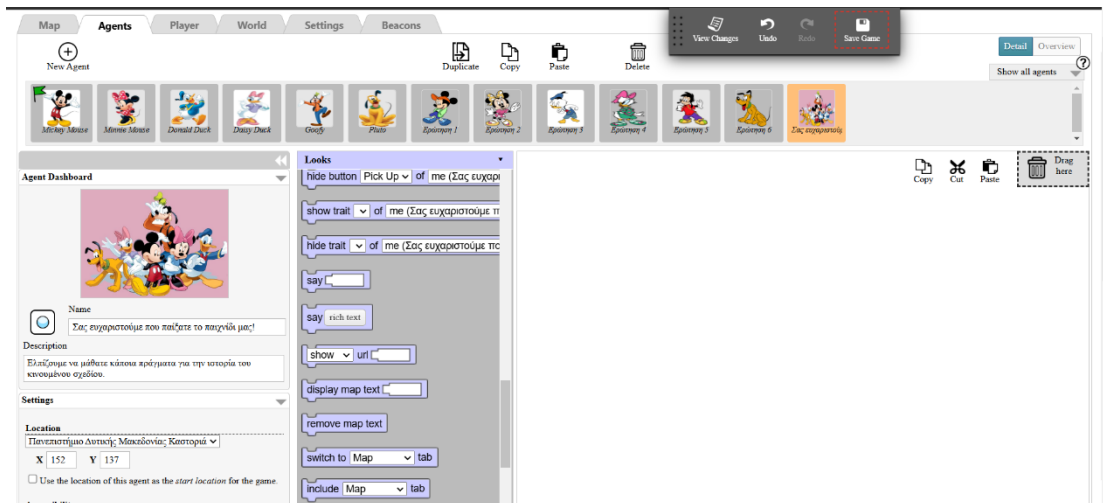 Map Agents Player World Settings Beacons
View Changes Undo Redo Save Game
Detail Overview
New Agent Duplicate Copy Paste Delete
Show all agents ?
Mickey Mouse Minnie Mouse Donald Duck Daisy Duck Goofy Pluto Ερώτηση 1 Ερώτηση 2 Ερώτηση 3 Ερώτηση 4 Ερώτηση 5 Ερώτηση 6 Σας ευχαριστούμε
Agent Dashboard
Name
Σας ευχαριστούμε που παίξατε το παιχνίδι μας!
Description
Ελπίζουμε να μάθατε κάποια πράγματα για την ιστορία του
κινουμένου σχεδίου.
Settings
Location
Πανεπιστήμιο Δυτικής Μακεδονίας Καστοριά
X 152 Y 137
Use the location of this agent as the start location for the game.
Looks
hide button Pick Up of me (Σας ευχαρι
show trait of me (Σας ευχαριστούμε π
hide trait of me (Σας ευχαριστούμε πο
say
say rich text
show url
display map text
remove map text
switch to Map tab
include Map tab
Copy Cut Paste
Drag
here